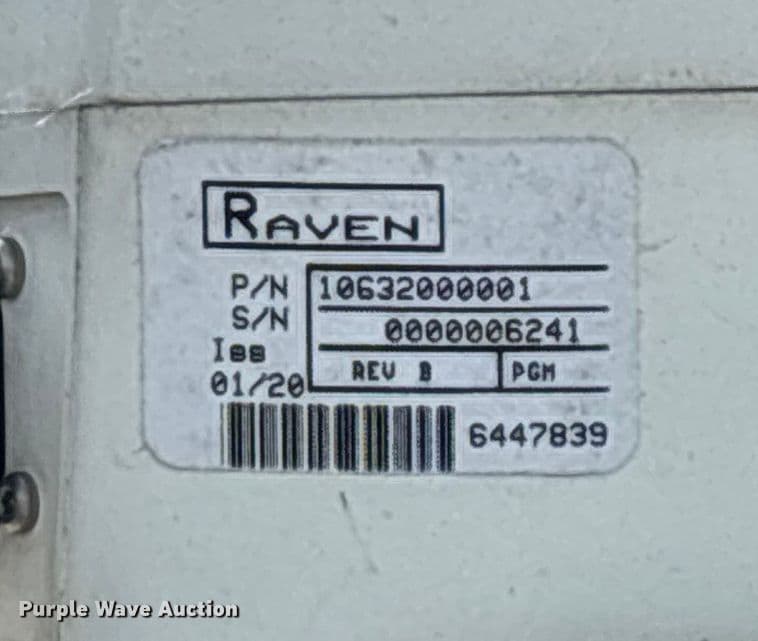 RAVEN
P/N 10632000001
S/N 0000006241
Iss REV B PGM
01/20
6447839
Purple Wave Auction